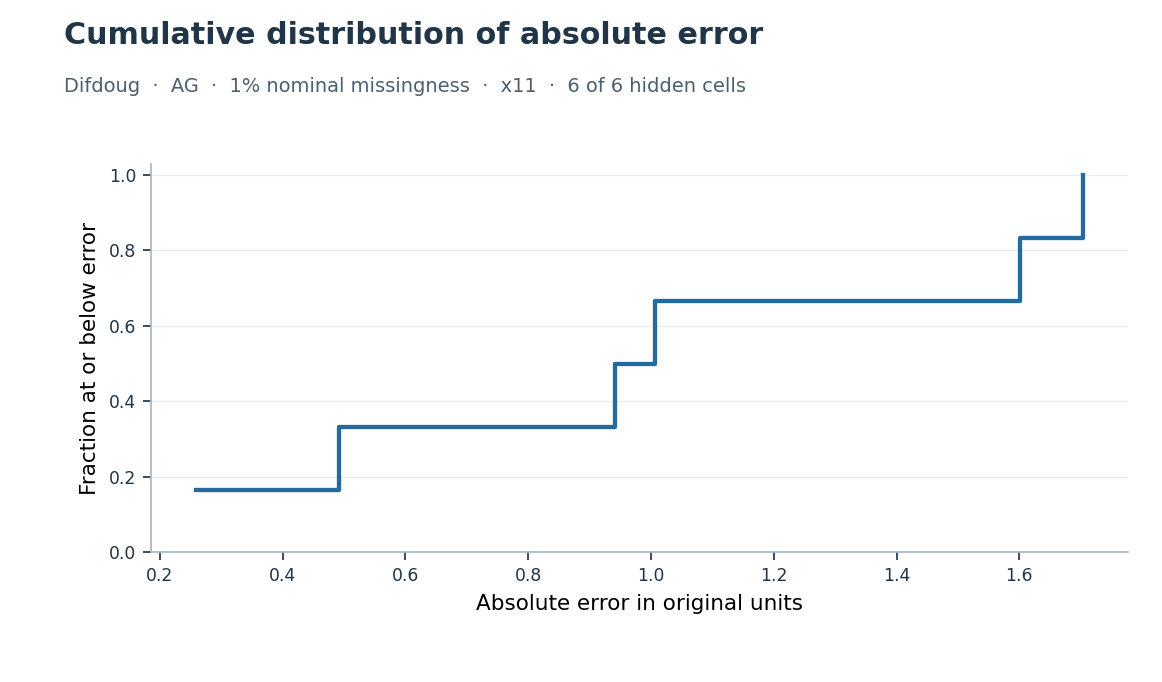 Cumulative distribution of absolute error
Difdoug · AG · 1% nominal missingness · x11 · 6 of 6 hidden cells
Fraction at or below error
1.0
0.8
0.6
0.4
0.2
0.0
0.2 0.4 0.6 0.8 1.0 1.2 1.4 1.6
Absolute error in original units